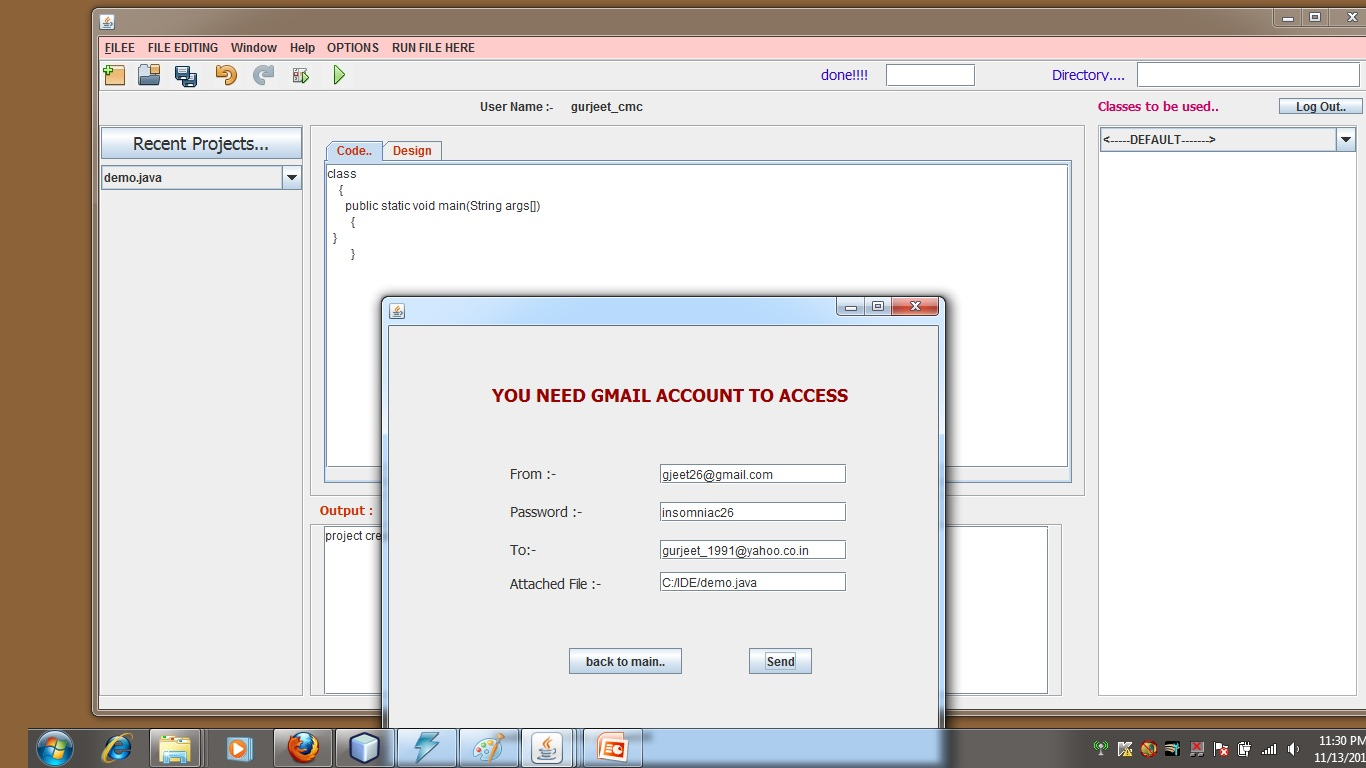 FILEE FILE EDITING Window Help OPTIONS RUN FILE HERE
done!!!! Directory....
User Name :- gurjeet_cmc Classes to be used.. Log Out..
Recent Projects...
demo.java
Code.. Design
<-----DEFAULT------->
class
{
public static void main(String args[])
{
}
}
Output :
project cre
YOU NEED GMAIL ACCOUNT TO ACCESS
From :- gjeet26@gmail.com
Password :- insomniac26
To:- gurjeet_1991@yahoo.co.in
Attached File :- C:/IDE/demo.java
back to main.. Send
11:30 PM
11/13/201